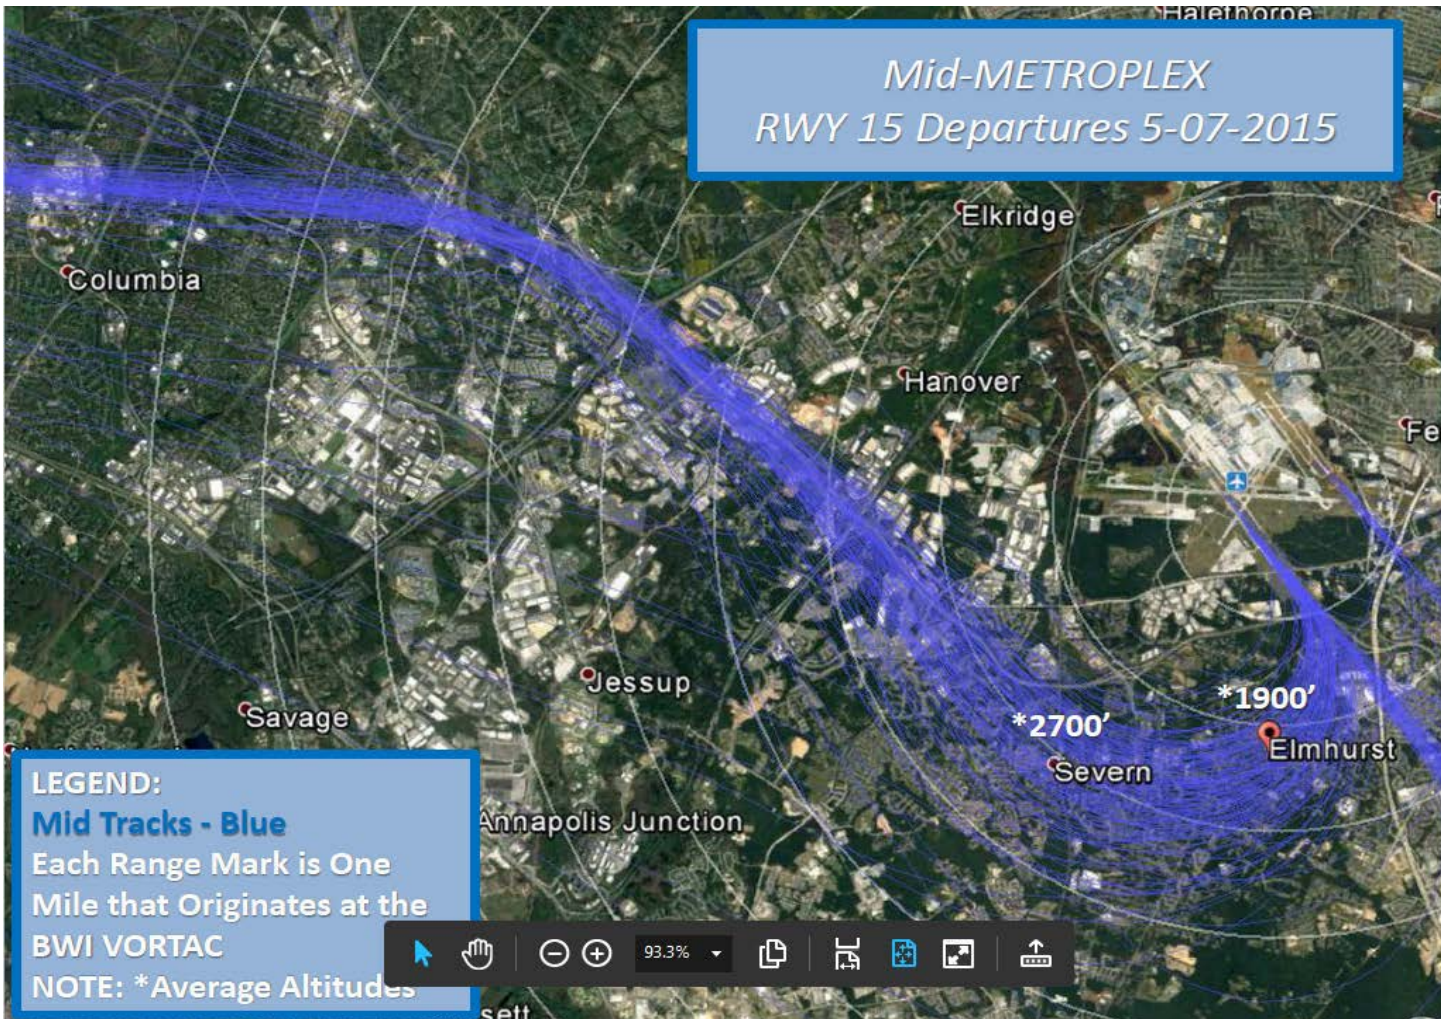 Halethorpe
Mid-METROPLEX
RWY 15 Departures 5-07-2015
Elkridge
Columbia
Hanover
Fe
Jessup
*1900’
Savage
*2700’
Elmhurst
Severn
LEGEND:
Mid Tracks - Blue
Annapolis Junction
Each Range Mark is One
Mile that Originates at the
BWI VORTAC
93.3%
NOTE: *Average Altitudes
sett